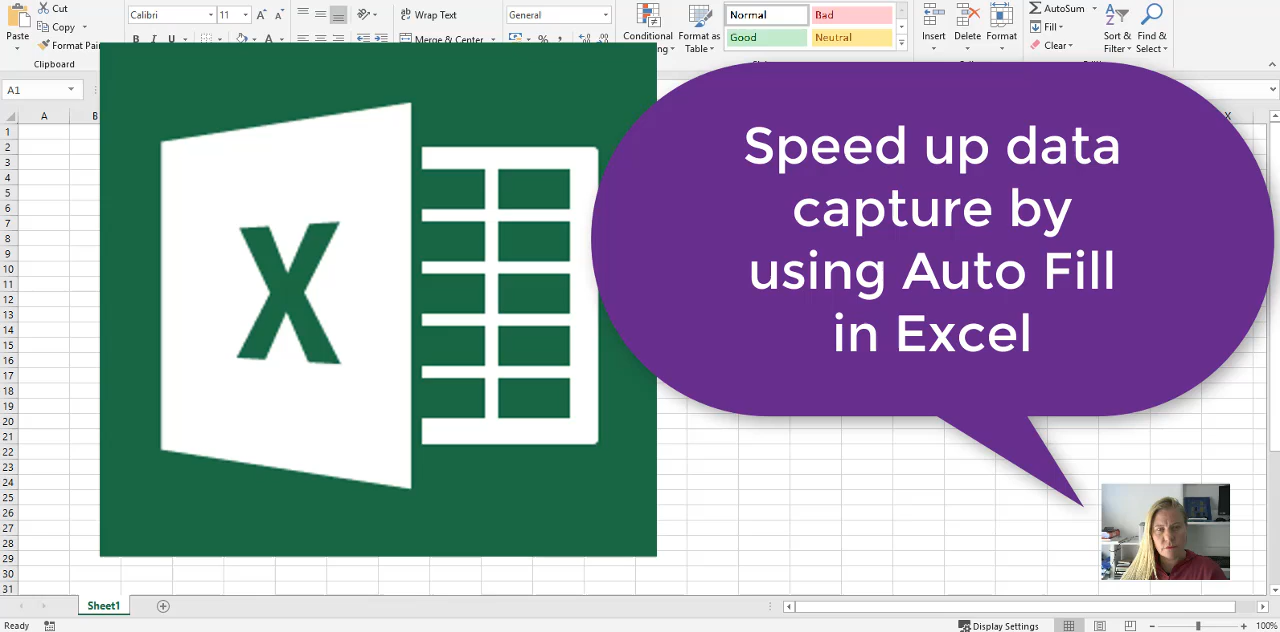 Cut
Calibri
11
Wrap Text
General
Normal
Bad
AutoSum
Paste
Copy
Conditional
Format as
Insert
Delete
Format
Fill
Sort &
Find &
Format Pai
B
I
U
Merge & Center
%
Table
Good
Neutral
Clear
Filter
Select
Clipboard
A1
A
B
X
1
2
3
4
5
6
7
8
9
10
11
12
13
14
15
16
17
18
19
20
21
22
23
24
25
26
27
28
29
30
31
X
Speed up data
capture by
using Auto Fill
in Excel
Sheet1
Ready
Display Settings
100%